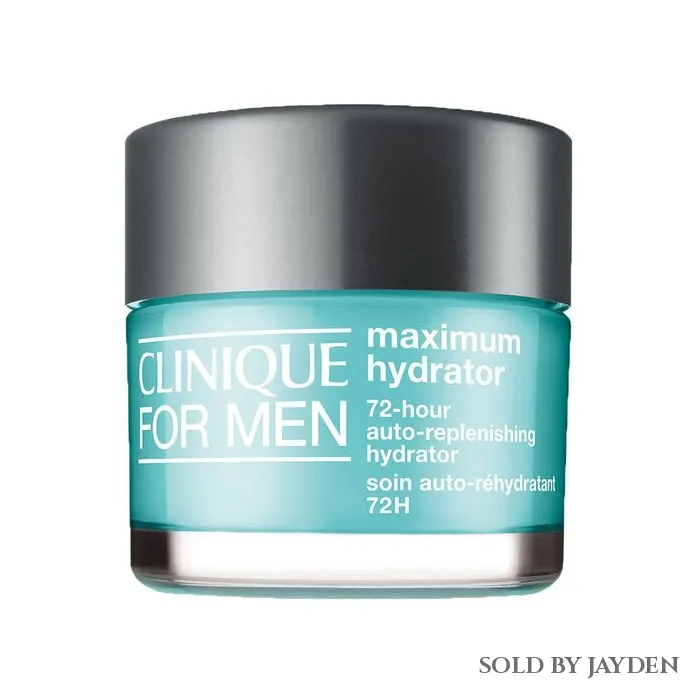 CLINIQUE
FOR MEN
maximum
hydrator
72-hour
auto-replenishing
hydrator
soin auto-réhydratant
72H
SOLD BY JAYDEN